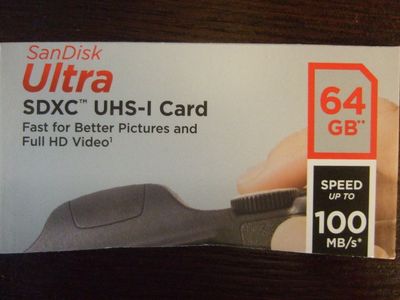 SanDisk
Ultra
SDXC™ UHS-I Card
Fast for Better Pictures and
Full HD Video¹
64
GB**
SPEED
UP TO
100
MB/s*